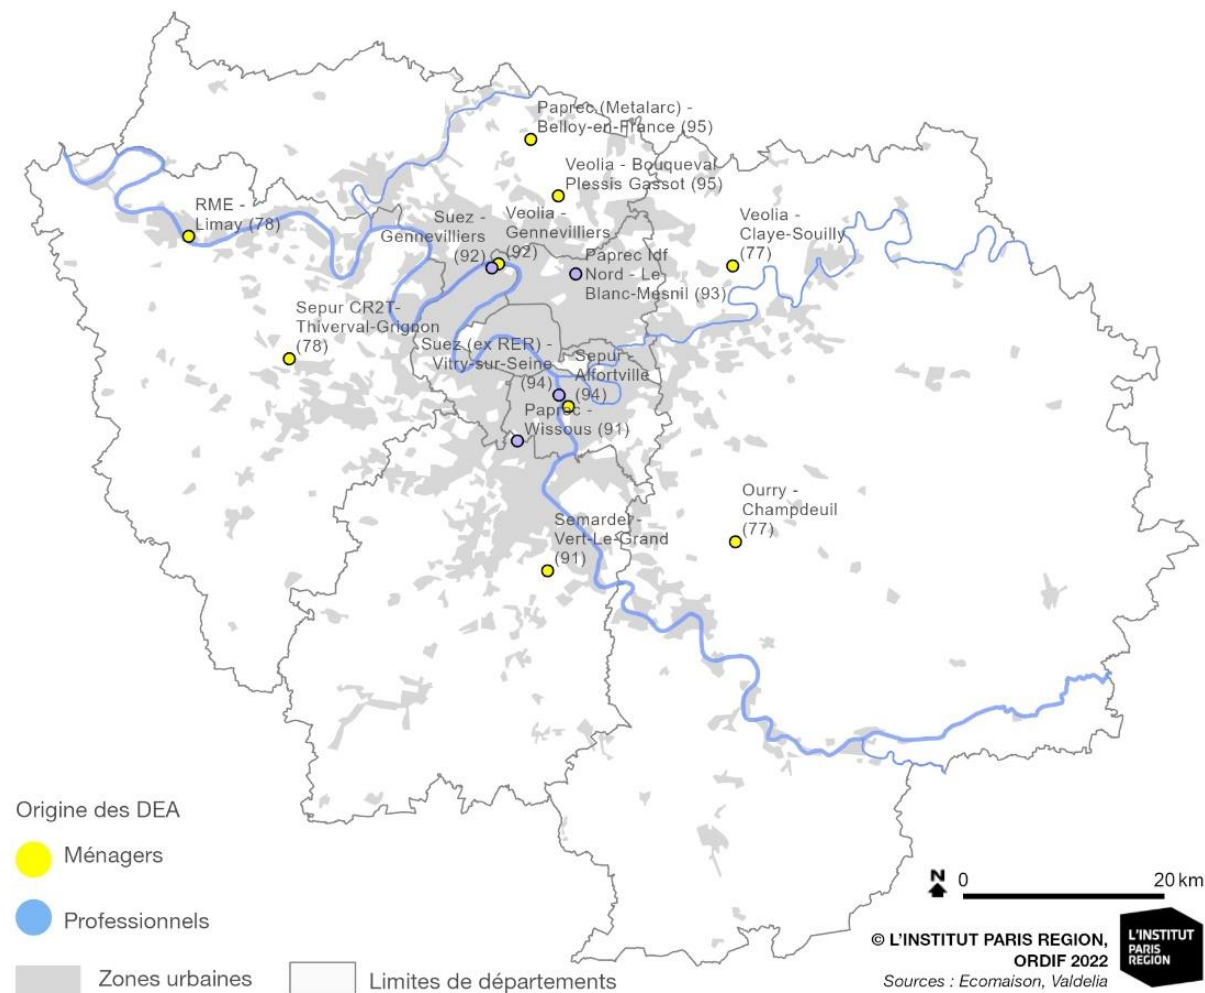 Paprec (Metalarc) -
Belloy-en-France (95)
Veolia - Bouqueval
Plessis Gassot (95)
RME -
Limay (78)
Suez -
Gennevilliers
(92)
Veolia -
Gennevilliers
(92)
Veolia -
Claye-Souilly
(77)
Paprec Idf
Nord - Le
Blanc-Mesnil (93)
Sepur CR2T-
Thiverval-Grignon
(78)
Suez (ex RER) -
Vitry-sur-Seine
(94)
Sepur-
Alfortville
(94)
Paprec -
Wissous (91)
Ourry -
Champdeuil
(77)
Semardel -
Vert-Le-Grand
(91)
Origine des DEA
Ménagers
Professionnels
Zones urbaines
Limites de départements
N
0
20 km
© L'INSTITUT PARIS REGION,
ORDIF 2022
Sources : Ecomaison, Valdelia
L'INSTITUT
PARIS
REGION